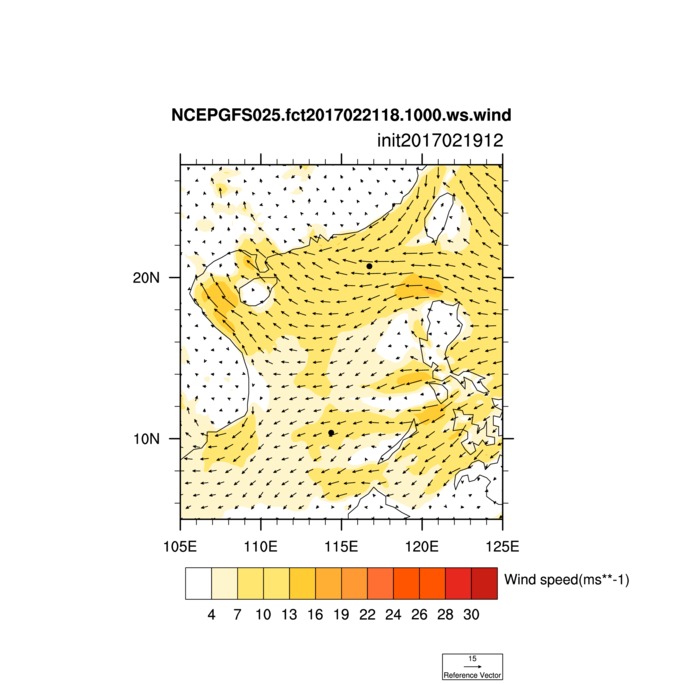 NCEPGFS025.fct2017022118.1000.ws.wind
init2017021912
20N
10N
105E 110E 115E 120E 125E
Wind speed(ms**-1)
4 7 10 13 16 19 22 24 26 28 30
15
Reference Vector